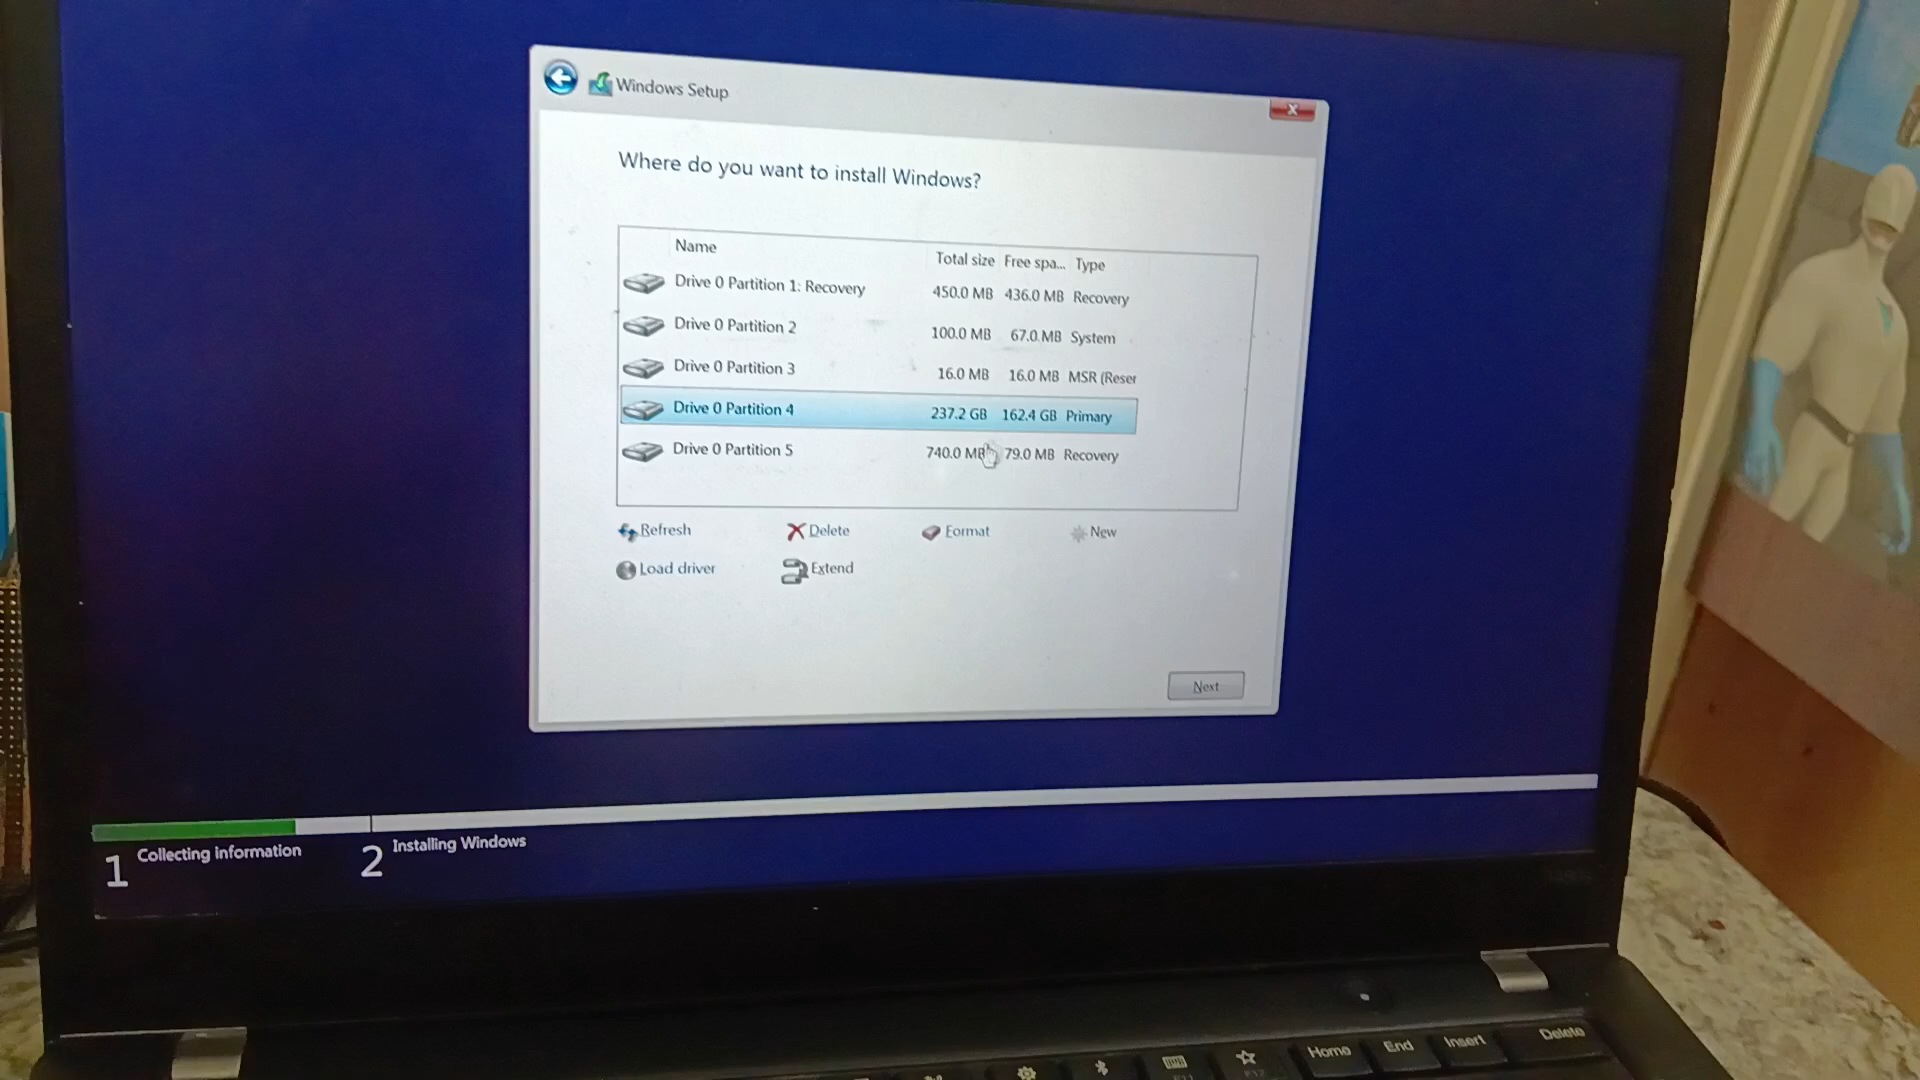 Windows Setup
Where do you want to install Windows?
Name Total size Free spa... Type
Drive 0 Partition 1: Recovery 450.0 MB 436.0 MB Recovery
Drive 0 Partition 2 100.0 MB 67.0 MB System
Drive 0 Partition 3 16.0 MB 16.0 MB MSR (Reser
Drive 0 Partition 4 237.2 GB 162.4 GB Primary
Drive 0 Partition 5 740.0 MB 79.0 MB Recovery
Refresh Delete Format New
Load driver Extend
Next
1 Collecting information 2 Installing Windows
Home End Insert Delete